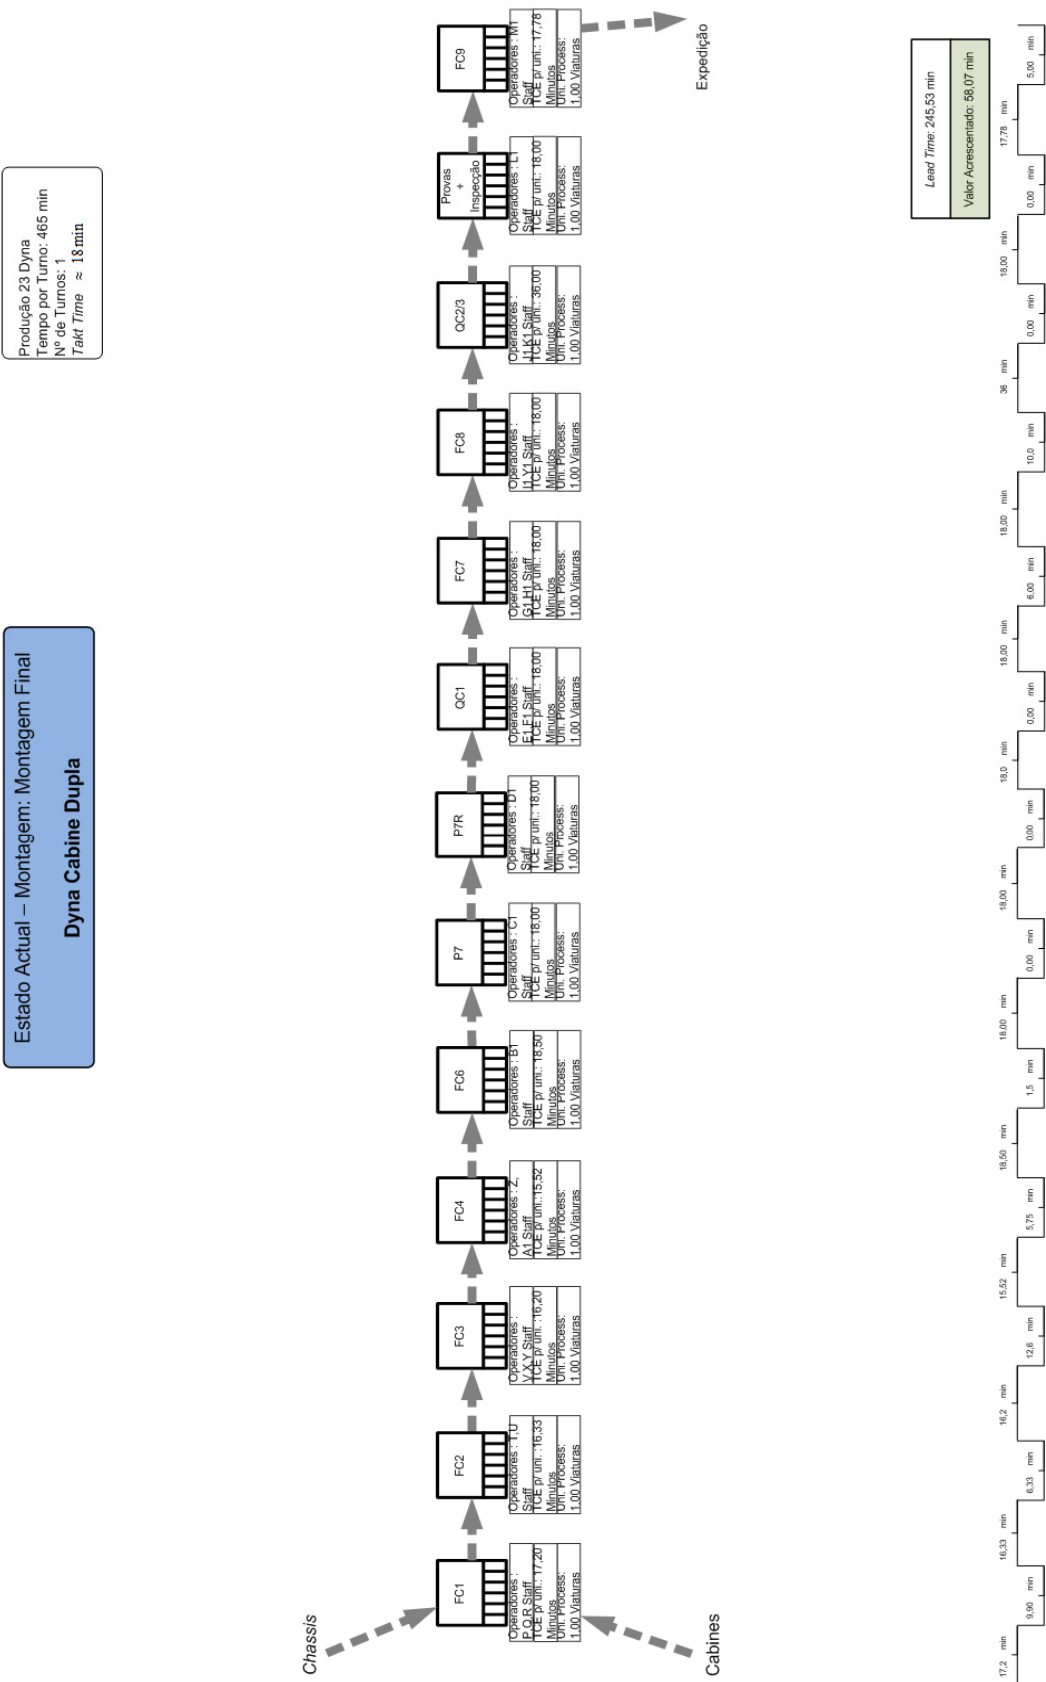 Estado Actual – Montagem: Montagem Final
Dyna Cabine Dupla
Produção 23 Dyna
Tempo por Turno: 465 min
Nº de Turnos: 1
Takt Time ≈ 18 min
Chassis
Cabines
FC1
Operadores :
P,Q,R Staff
TCE p/ uni.: 17,20
Minutos
Uni. Process:
1,00 Viaturas
FC2
Operadores : T,U
Staff
TCE p/ uni. :16,33
Minutos
Uni. Process:
1,00 Viaturas
FC3
Operadores :
V,X,Y Staff
TCE p/ uni. :16,20
Minutos
Uni. Process:
1,00 Viaturas
FC4
Operadores : Z,
A1 Staff
TCE p/ uni.:15,52
Minutos
Uni. Process:
1,00 Viaturas
FC6
Operadores : B1
Staff
TCE p/ uni.: 18,50
Minutos
Uni. Process:
1,00 Viaturas
P7
Operadores : C1
Staff
TCE p/ uni.: 18,00
Minutos
Uni. Process:
1,00 Viaturas
P7R
Operadores : D1
Staff
TCE p/ uni.: 18,00
Minutos
Uni. Process:
1,00 Viaturas
QC1
Operadores :
E1,F1 Staff
TCE p/ uni.: 18,00
Minutos
Uni. Process:
1,00 Viaturas
FC7
Operadores :
G1,H1 Staff
TCE p/ uni.: 18,00
Minutos
Uni. Process:
1,00 Viaturas
FC8
Operadores :
I1,Y1 Staff
TCE p/ uni.: 18,00
Minutos
Uni. Process:
1,00 Viaturas
QC2/3
Operadores :
J1,K1 Staff
TCE p/ uni.: 36,00
Minutos
Uni. Process:
1,00 Viaturas
Provas
+
Inspecção
Operadores : L1
Staff
TCE p/ uni.: 18,00
Minutos
Uni. Process:
1,00 Viaturas
FC9
Operadores : M1
Staff
TCE p/ uni.: 17,78
Minutos
Uni. Process:
1,00 Viaturas
Expedição
Lead Time: 245,53 min
Valor Acrescentado: 58,07 min
17,2 min
9,90 min
16,33 min
6,33 min
16,2 min
12,6 min
15,52 min
5,75 min
18,50 min
1,5 min
18,00 min
0,00 min
18,00 min
0,00 min
18,0 min
0,00 min
18,00 min
6,00 min
18,00 min
10,0 min
36 min
0,00 min
18,00 min
0,00 min
17,78 min
5,00 min